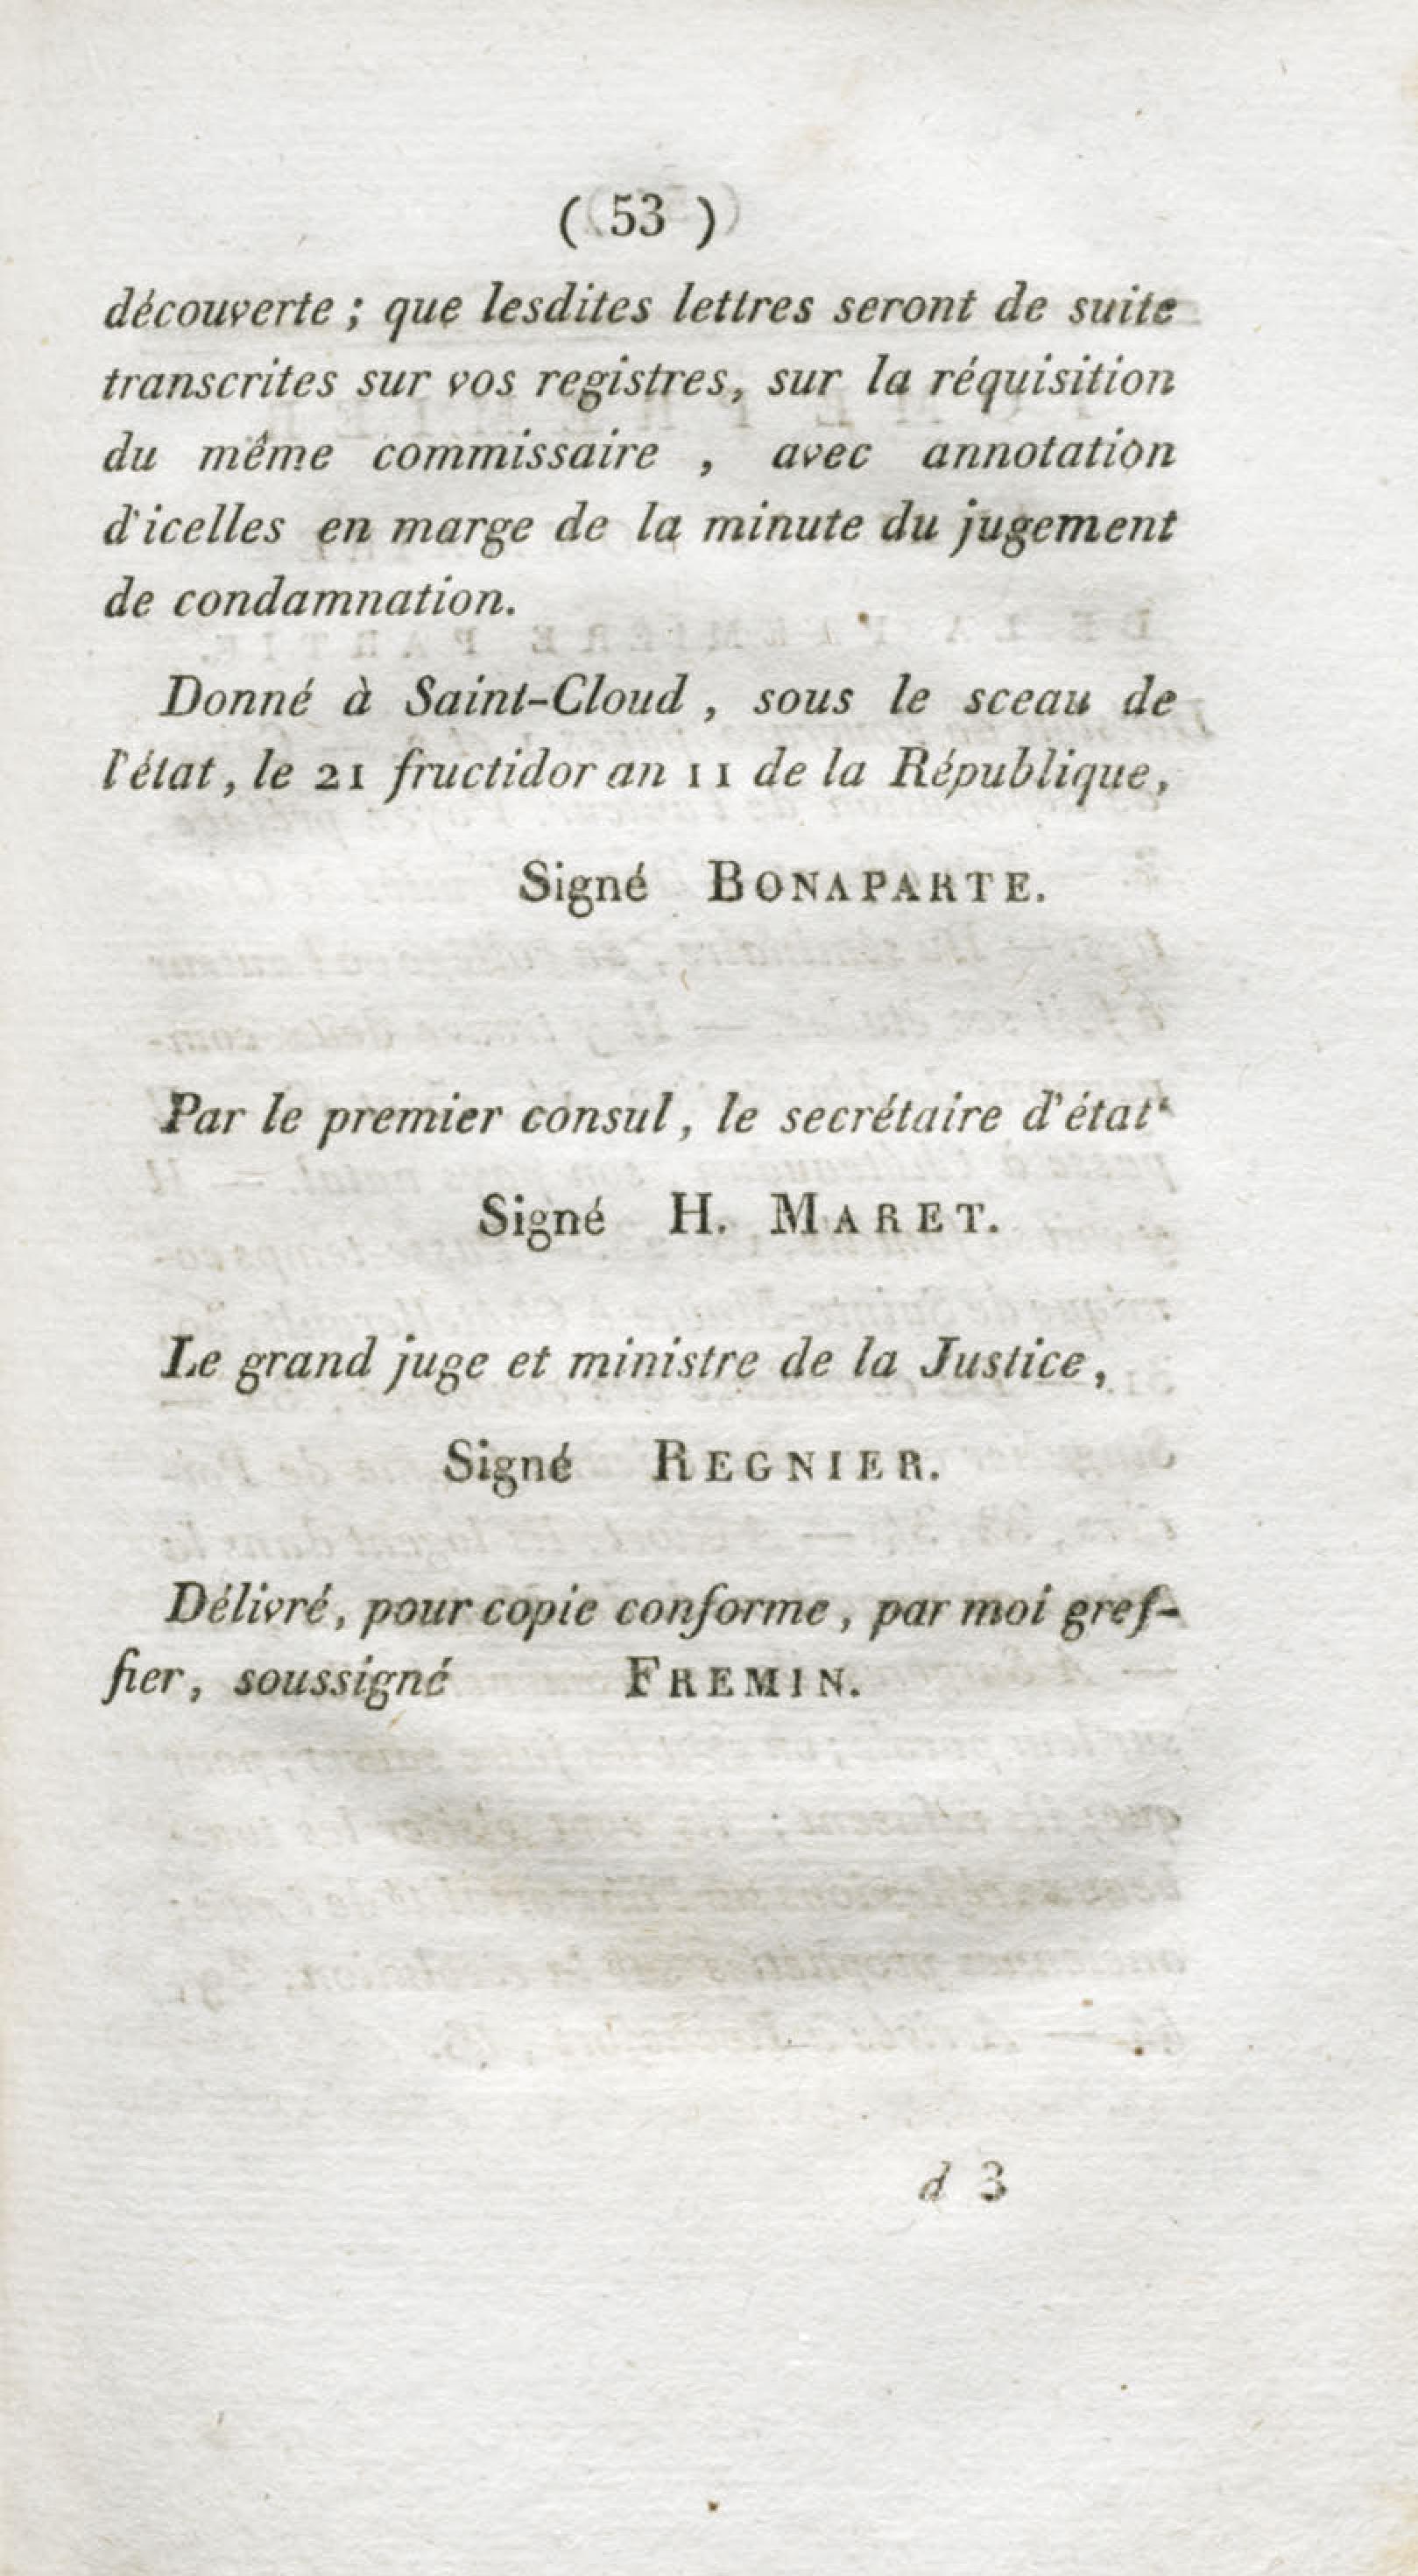 ( 53 )
découverte ; que lesdites lettres seront de suite
transcrites sur vos registres, sur la réquisition
du même commissaire , avec annotation
d'icelles en marge de la minute du jugement
de condamnation.
Donné à Saint-Cloud , sous le sceau de
l'état, le 21 fructidor an 11 de la République,
Signé BONAPARTE.
Par le premier consul, le secrétaire d'état
Signé H. MARET.
Le grand juge et ministre de la Justice,
Signé REGNIER.
Délivré, pour copie conforme, par moi gref-
fier, soussigné FREMIN.
d 3